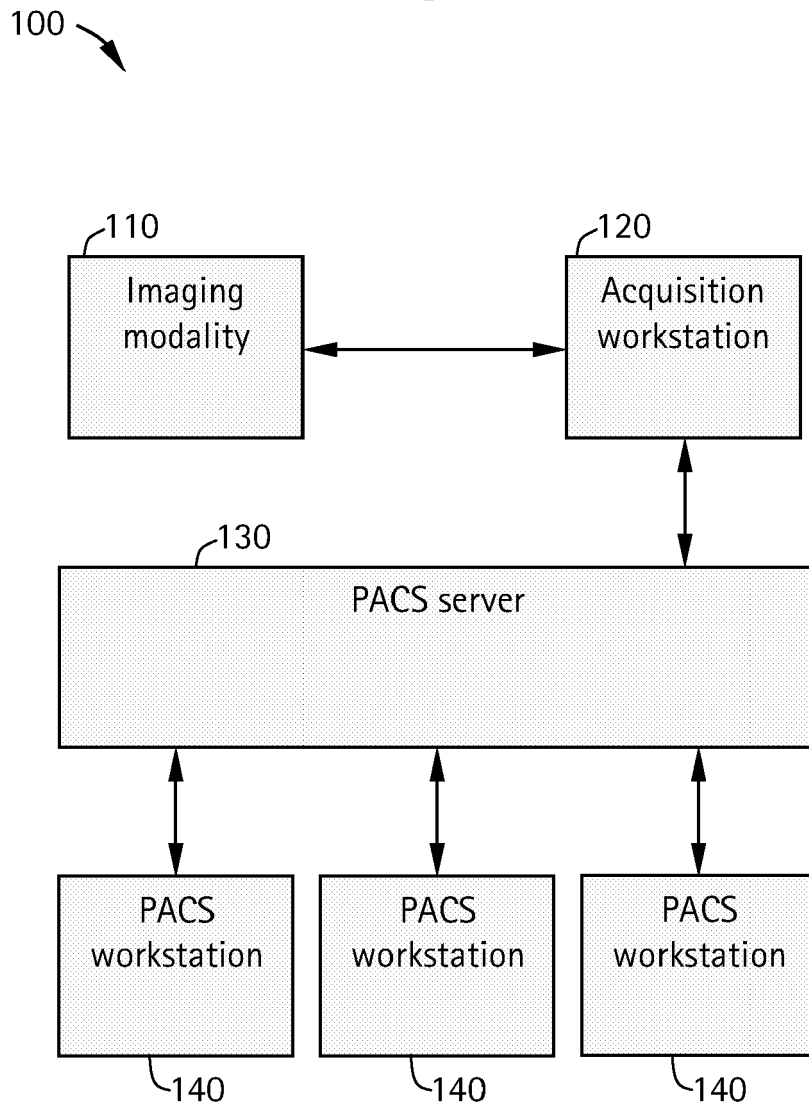 100
110
120
Imaging
modality
Acquisition
workstation
130
PACS server
PACS
workstation
PACS
workstation
PACS
workstation
140
140
140